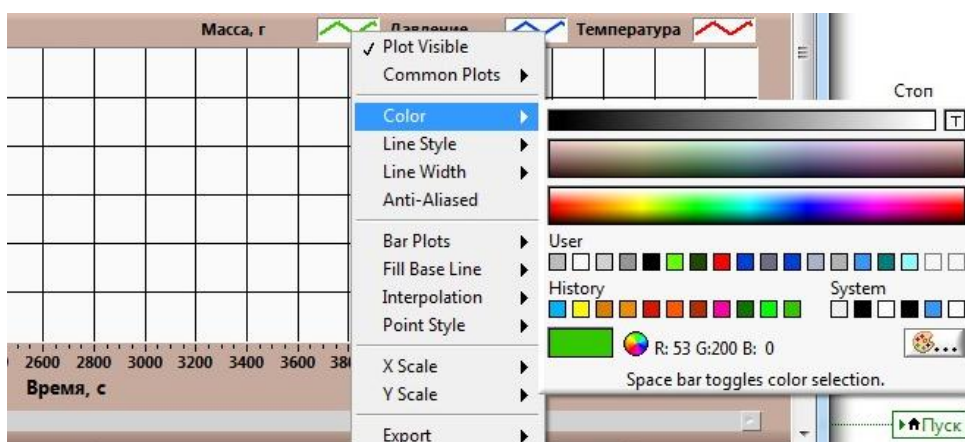 Масса, г Давление Температура
✓ Plot Visible
Common Plots
Стоп
Color
T
Line Style
Line Width
Anti-Aliased
Bar Plots
User
Fill Base Line
Interpolation
History System
Point Style
R: 53 G:200 B: 0
2600 2800 3000 3200 3400 3600
X Scale
Space bar toggles color selection.
Время, с
Y Scale
Export
Пуск